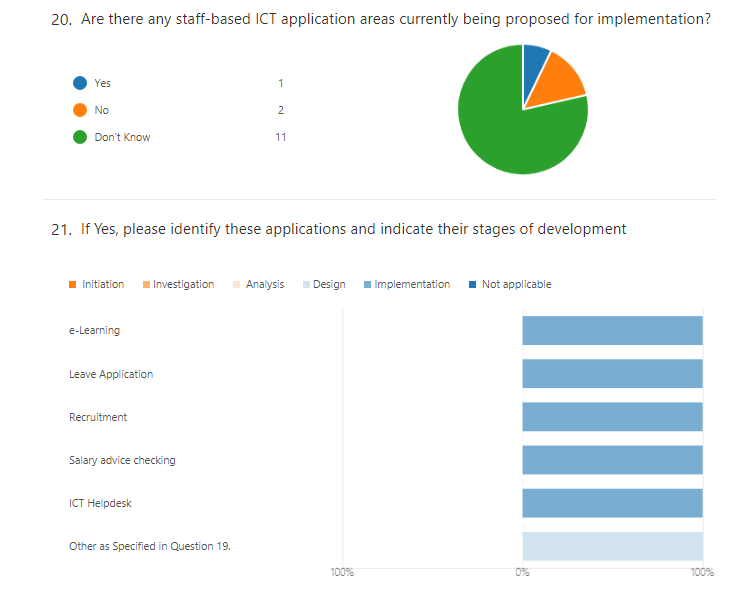 20. Are there any staff-based ICT application areas currently being proposed for implementation?
Yes 1
No 2
Don't Know 11
21. If Yes, please identify these applications and indicate their stages of development
Initiation Investigation Analysis Design Implementation Not applicable
e-Learning
Leave Application
Recruitment
Salary advice checking
ICT Helpdesk
Other as Specified in Question 19.
100% 0% 100%